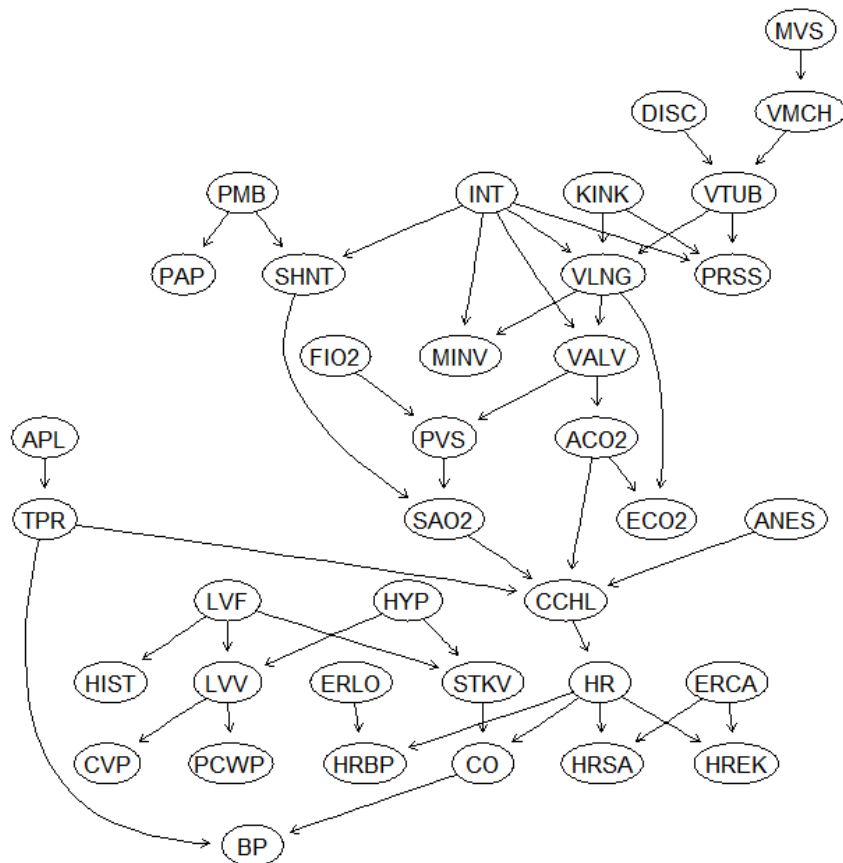 MVS
DISC VMCH
PMB INT KINK VTUB
PAP SHNT VLNG PRSS
FIO2 MINV VALV
APL PVS ACO2
TPR SAO2 ECO2 ANES
LVF HYP CCHL
HIST LVV ERLO STKV HR ERCA
CVP PCWP HRBP CO HRSA HREK
BP